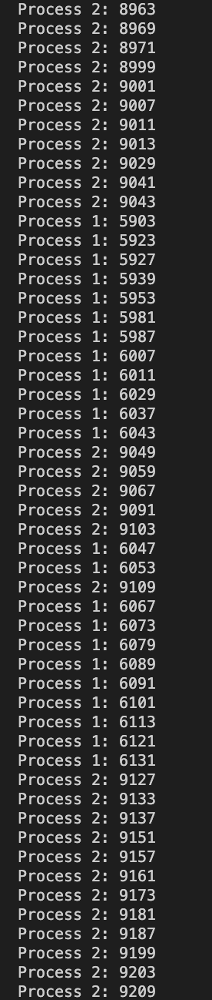 Process 2: 8963
Process 2: 8969
Process 2: 8971
Process 2: 8999
Process 2: 9001
Process 2: 9007
Process 2: 9011
Process 2: 9013
Process 2: 9029
Process 2: 9041
Process 2: 9043
Process 1: 5903
Process 1: 5923
Process 1: 5927
Process 1: 5939
Process 1: 5953
Process 1: 5981
Process 1: 5987
Process 1: 6007
Process 1: 6011
Process 1: 6029
Process 1: 6037
Process 1: 6043
Process 2: 9049
Process 2: 9059
Process 2: 9067
Process 2: 9091
Process 2: 9103
Process 1: 6047
Process 1: 6053
Process 2: 9109
Process 1: 6067
Process 1: 6073
Process 1: 6079
Process 1: 6089
Process 1: 6091
Process 1: 6101
Process 1: 6113
Process 1: 6121
Process 1: 6131
Process 2: 9127
Process 2: 9133
Process 2: 9137
Process 2: 9151
Process 2: 9157
Process 2: 9161
Process 2: 9173
Process 2: 9181
Process 2: 9187
Process 2: 9199
Process 2: 9203
Process 2: 9209